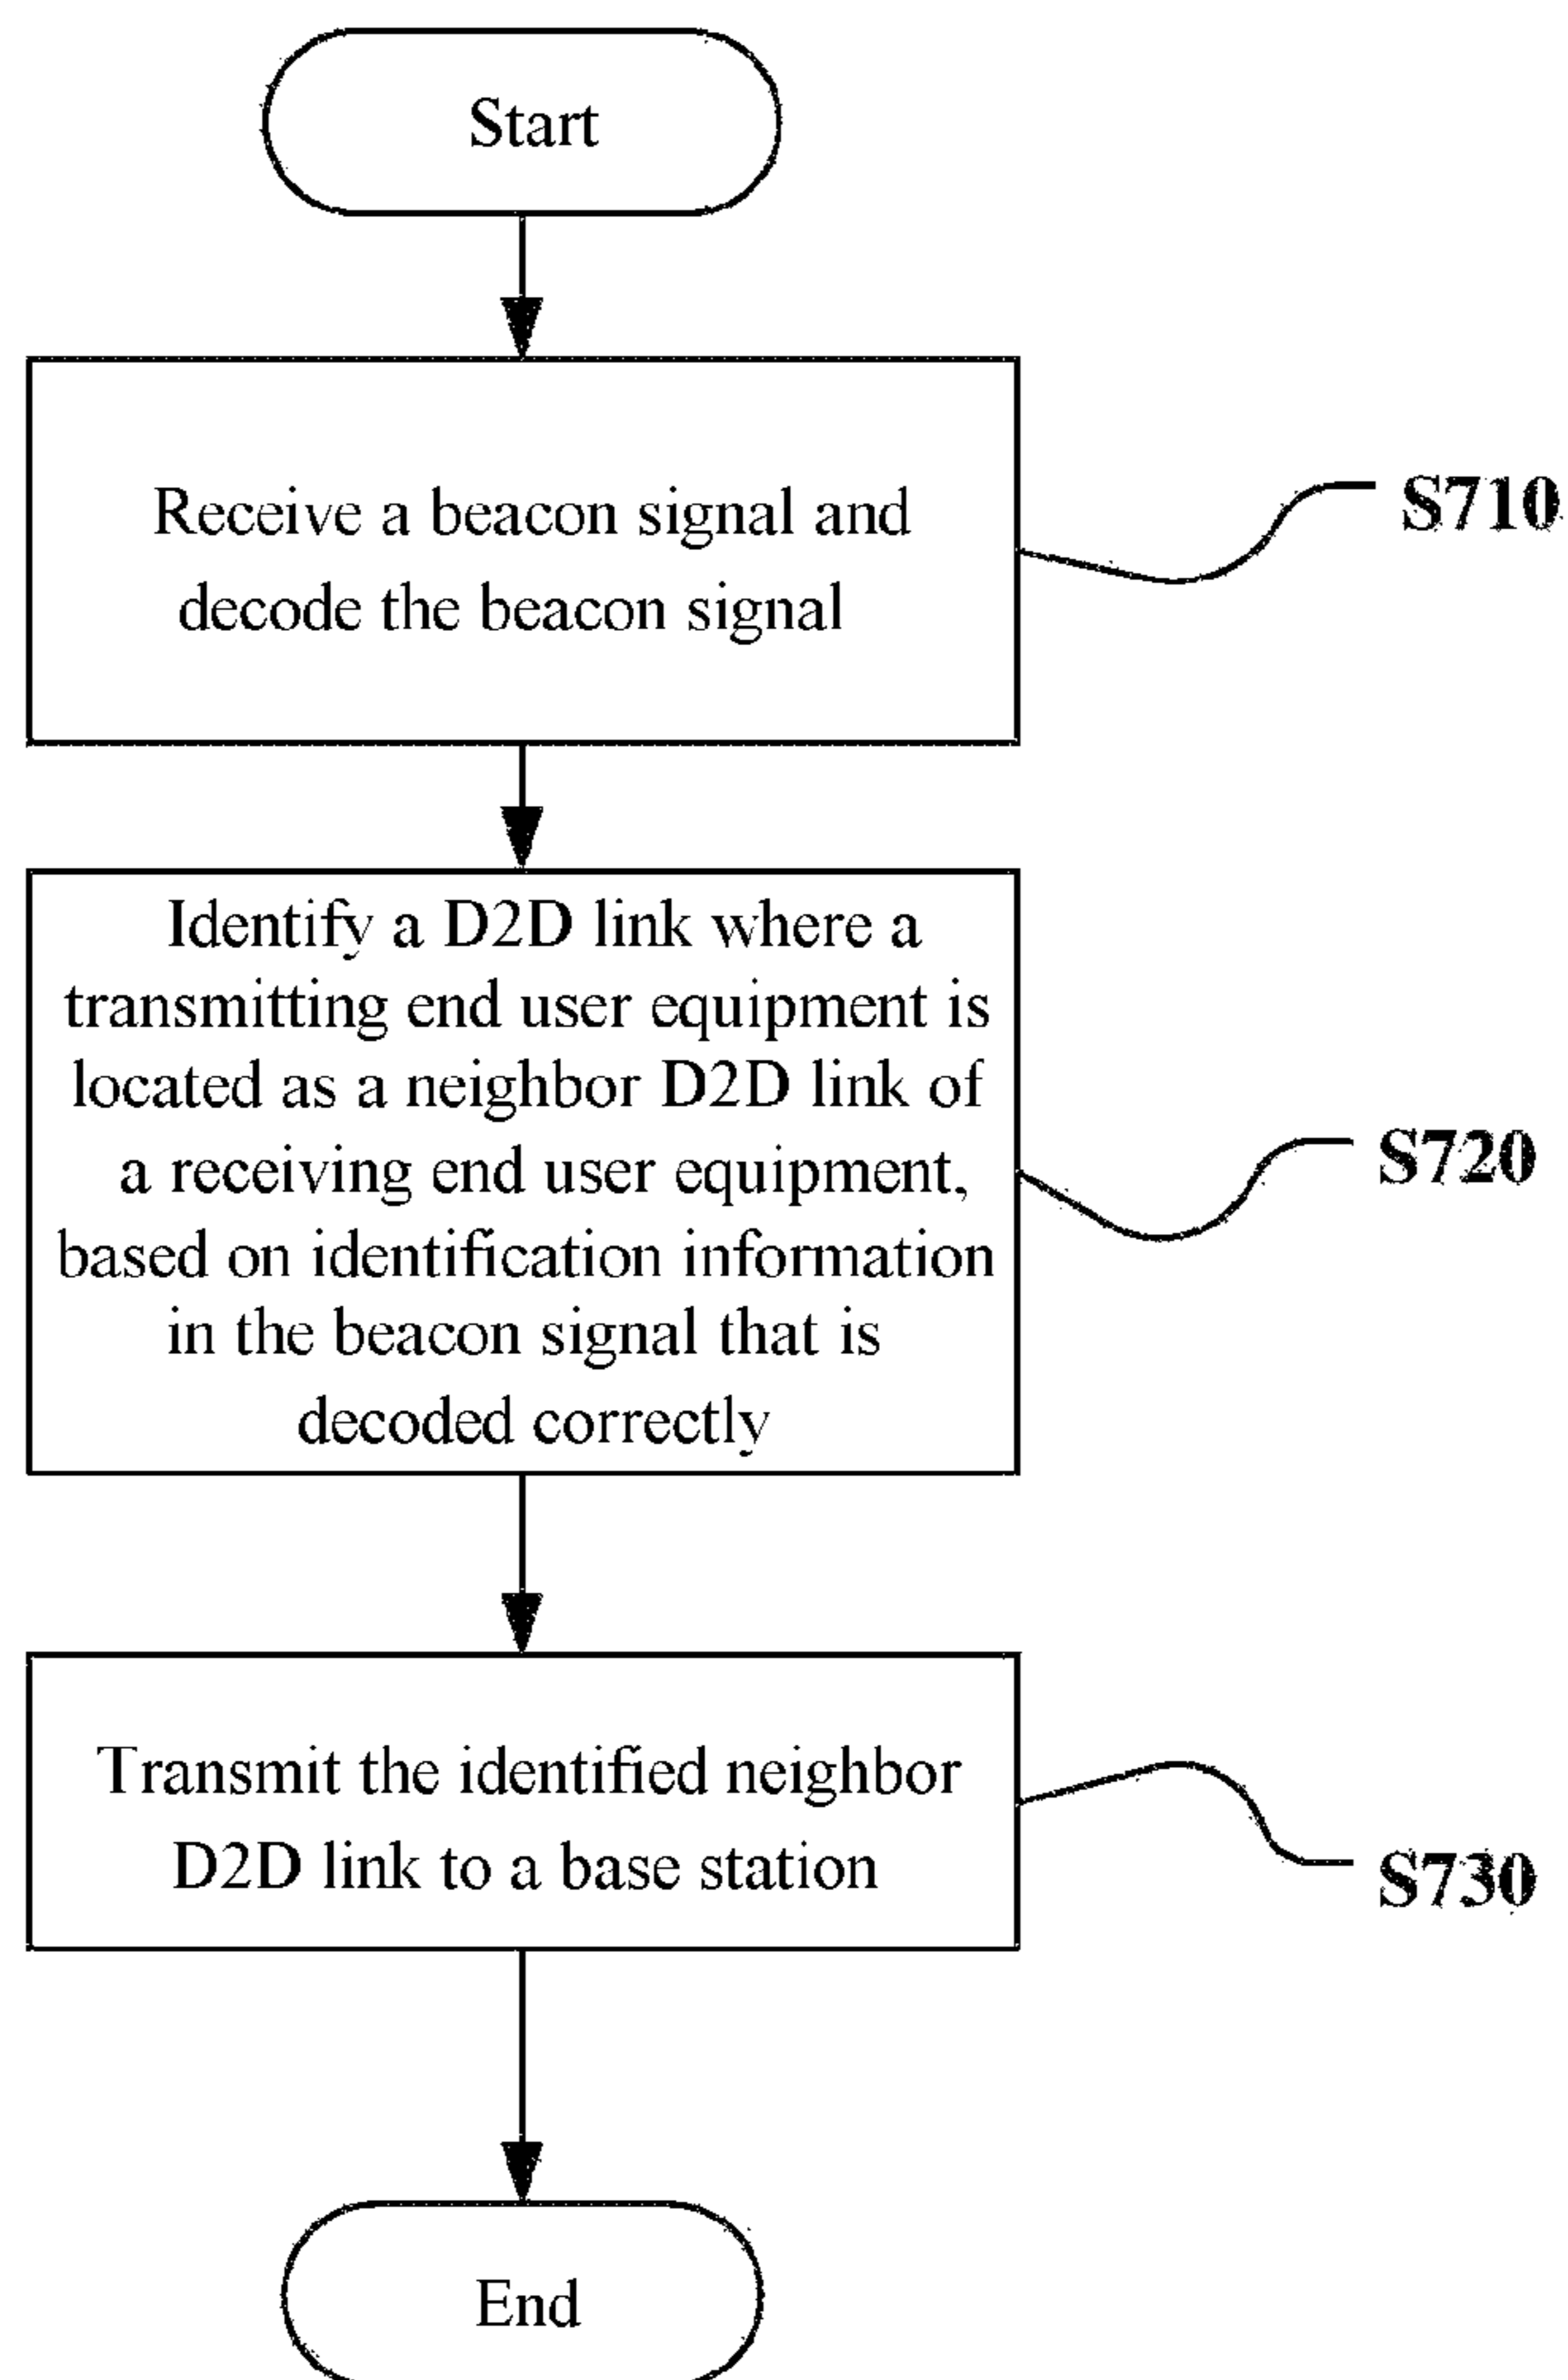 Start
Receive a beacon signal and
decode the beacon signal
S710
Identify a D2D link where a
transmitting end user equipment is
located as a neighbor D2D link of
a receiving end user equipment,
based on identification information
in the beacon signal that is
decoded correctly
S720
Transmit the identified neighbor
D2D link to a base station
S730
End